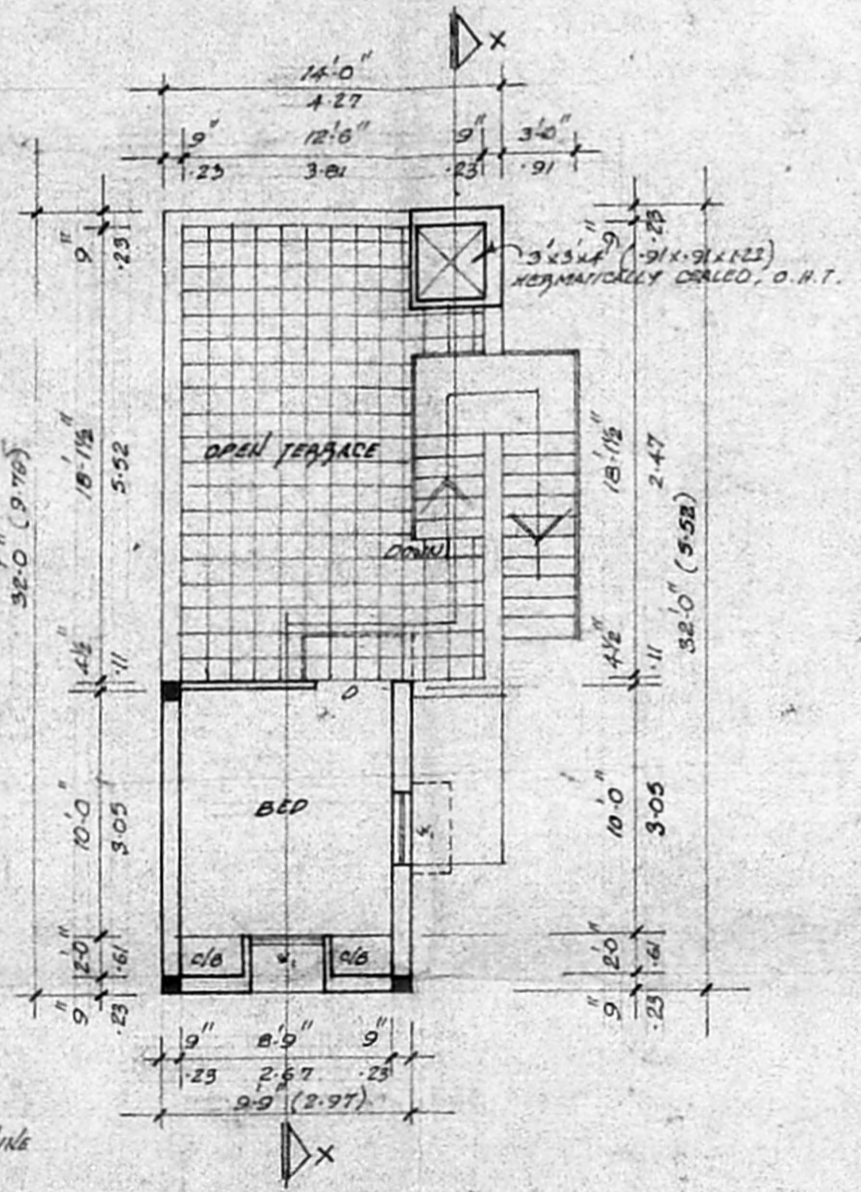 X
14'-0"
4.27
9" 12'-6" 9" 3'-0"
.23 3.81 .23 .91
3'x3'x4' (.91x.91x1.22)
HERMATICALLY CEALED, O.H.T.
9"
.23
18'-1½"
5.52
4½"
.11
10'-0"
3.05
2'-0"
.61
9"
.23
32'-0" (9.76)
OPEN TERRACE
DOWN
D
BED
C/B W1 C/B
9"
.23
18'-1½"
2.47
4½"
.11
10'-0"
3.05
2'-0"
.61
9"
.23
32'-0" (5.52)
9" 8'-9" 9"
.23 2.67 .23
9'-9" (2.97)
X